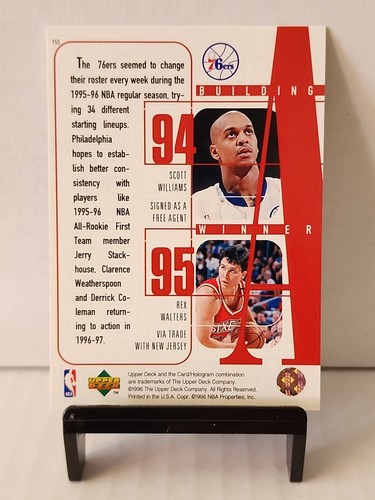 155
76ers
The 76ers seemed to change
their roster every week during the
1995-96 NBA regular season, try-
ing 34 different
starting lineups.
Philadelphia
hopes to estab-
lish better con-
sistency with
players like
1995-96 NBA
All-Rookie First
Team member
Jerry Stack-
house, Clarence
Weatherspoon
and Derrick Co-
leman return-
ing to action in
1996-97.
BUILDING
A
94
SCOTT
WILLIAMS
SIGNED AS A
FREE AGENT
WINNER
95
REX
WALTERS
VIA TRADE
WITH NEW JERSEY
NBA
UPPER DECK
TM
Upper Deck and the Card/Hologram combination
are trademarks of The Upper Deck Company.
©1996 The Upper Deck Company. All Rights Reserved.
Printed in the U.S.A. Copr. ©1996 NBA Properties, Inc.